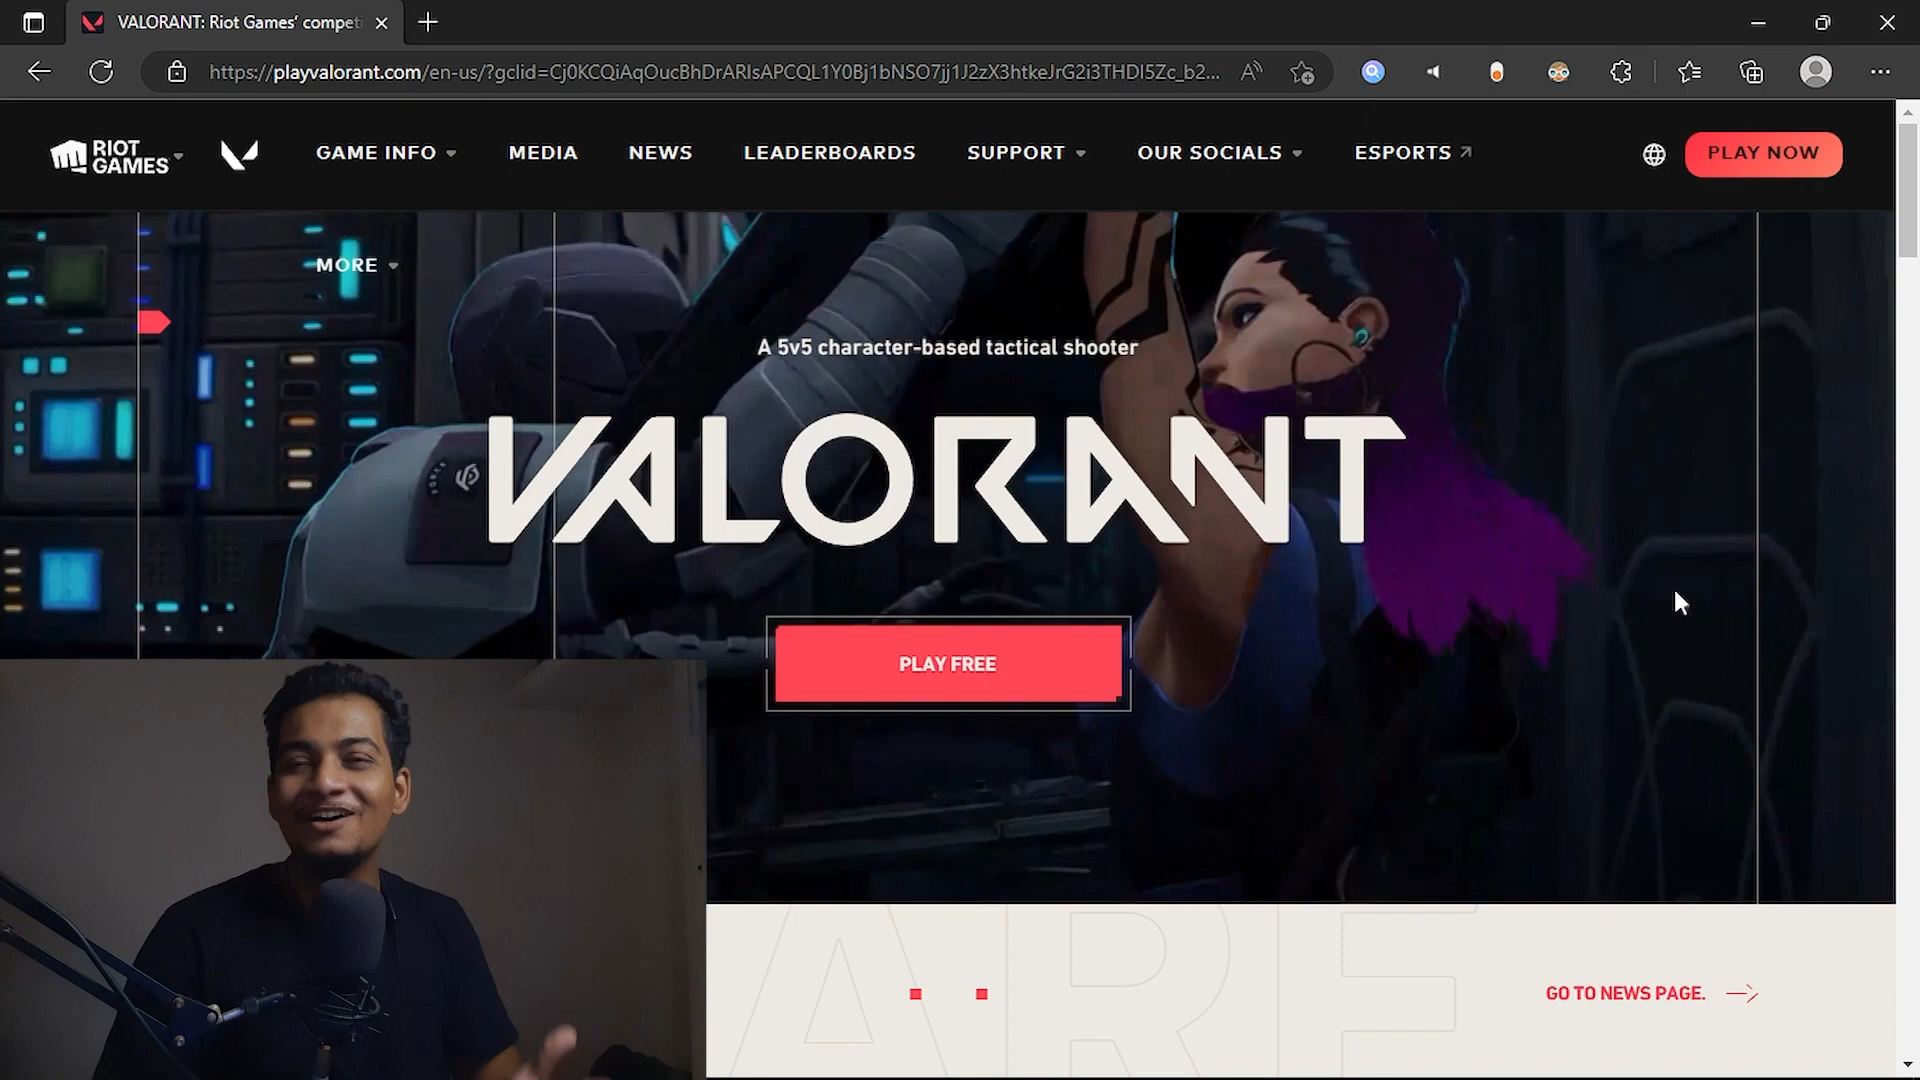 VALORANT: Riot Games' competi
https://playvalorant.com/en-us/?gclid=Cj0KCQiAqOucBhDrARIsAPCQL1Y0Bj1bNSO7jj1J2zX3htkeJrG2i3THDI5Zc_b2...
RIOT GAMES
GAME INFO
MEDIA
NEWS
LEADERBOARDS
SUPPORT
OUR SOCIALS
ESPORTS
PLAY NOW
MORE
A 5v5 character-based tactical shooter
VALORANT
PLAY FREE
GO TO NEWS PAGE.